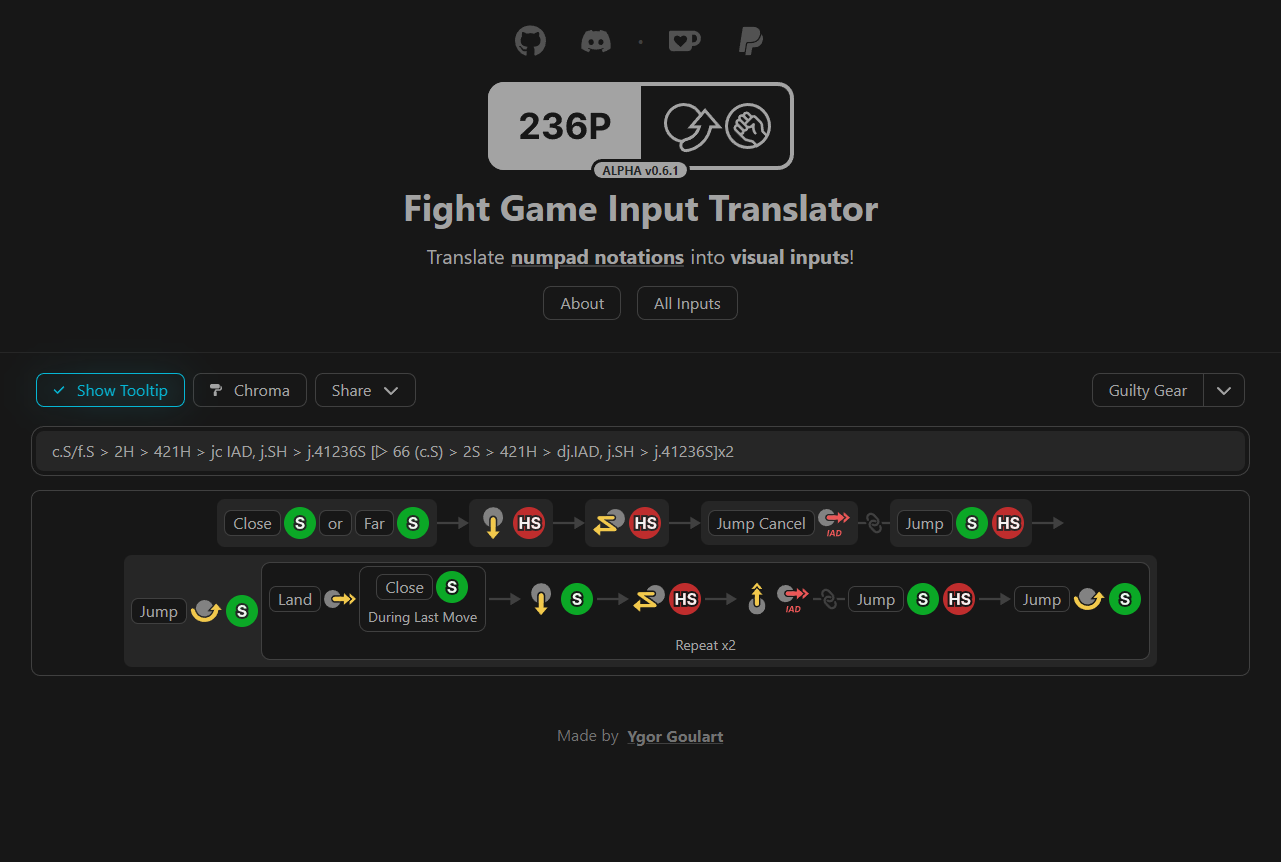 236P
ALPHA v0.6.1
Fight Game Input Translator
Translate numpad notations into visual inputs!
About All Inputs
Show Tooltip Chroma Share Guilty Gear
c.S/f.S > 2H > 421H > jc IAD, j.SH > j.41236S [▷ 66 (c.S) > 2S > 421H > dj.IAD, j.SH > j.41236S]x2
Close S or Far S HS HS Jump Cancel IAD Jump S HS
Jump S Land Close S During Last Move S HS IAD Jump S HS Jump S
Repeat x2
Made by Ygor Goulart